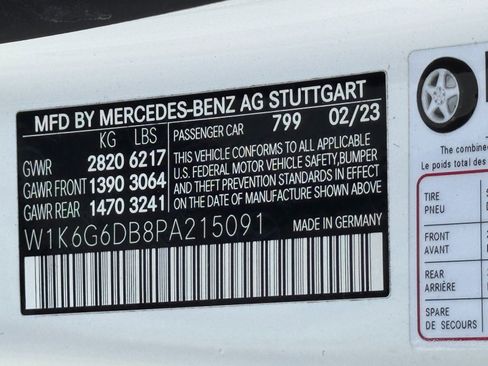 MFD BY MERCEDES-BENZ AG STUTTGART
KG LBS PASSENGER CAR 799 02/23
GVWR 2820 6217
GAWR FRONT 1390 3064
GAWR REAR 1470 3241
THIS VEHICLE CONFORMS TO ALL APPLICABLE
U.S. FEDERAL MOTOR VEHICLE SAFETY, BUMPER
AND THEFT PREVENTION STANDARDS IN EFFECT
ON THE DATE OF MANUFACTURE SHOWN ABOVE
W1K6G6DB8PA215091 MADE IN GERMANY
The combined
Le poids total des
TIRE
PNEU
FRONT
AVANT
REAR
ARRIÈRE
SPARE
DE SECOURS